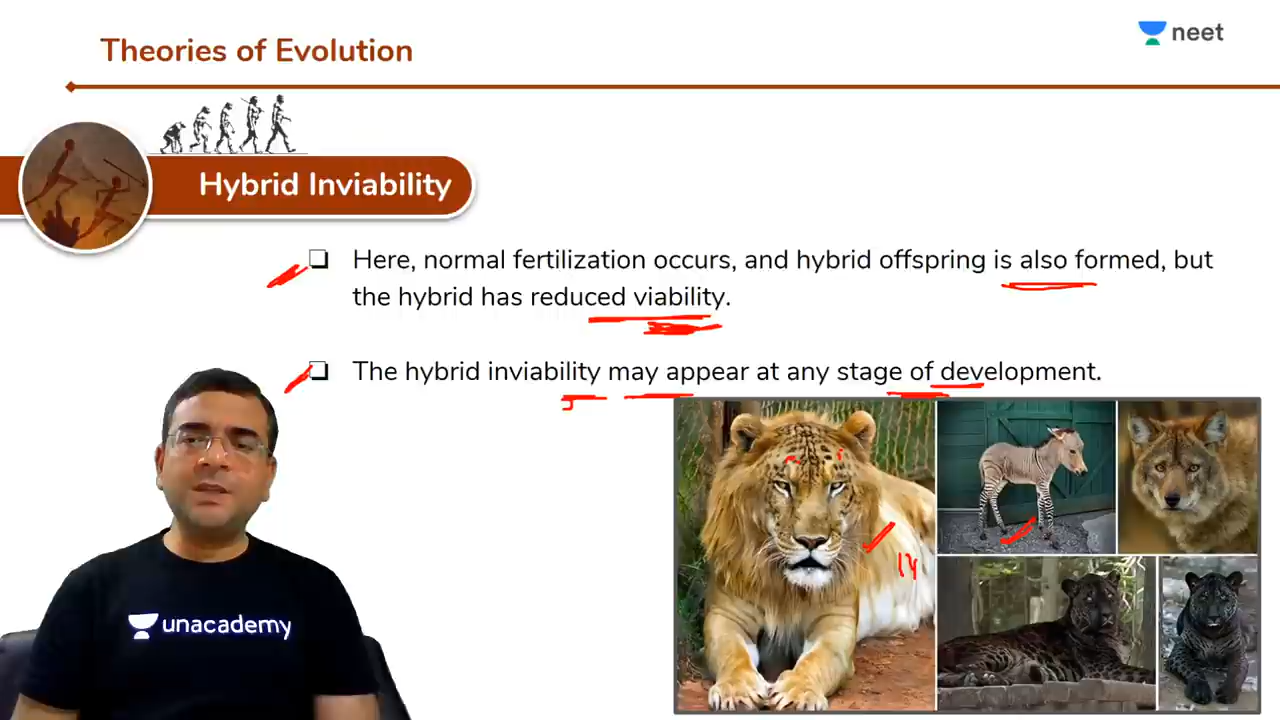 Theories of Evolution
neet
Hybrid Inviability
❏ Here, normal fertilization occurs, and hybrid offspring is also formed, but
the hybrid has reduced viability.
❏ The hybrid inviability may appear at any stage of development.
unacademy